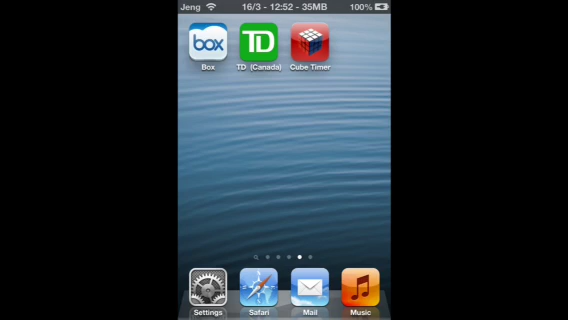 Jeng 16/3 - 12:52 - 35MB 100%
box TD
Box TD (Canada) Cube Timer
Settings Safari Mail Music